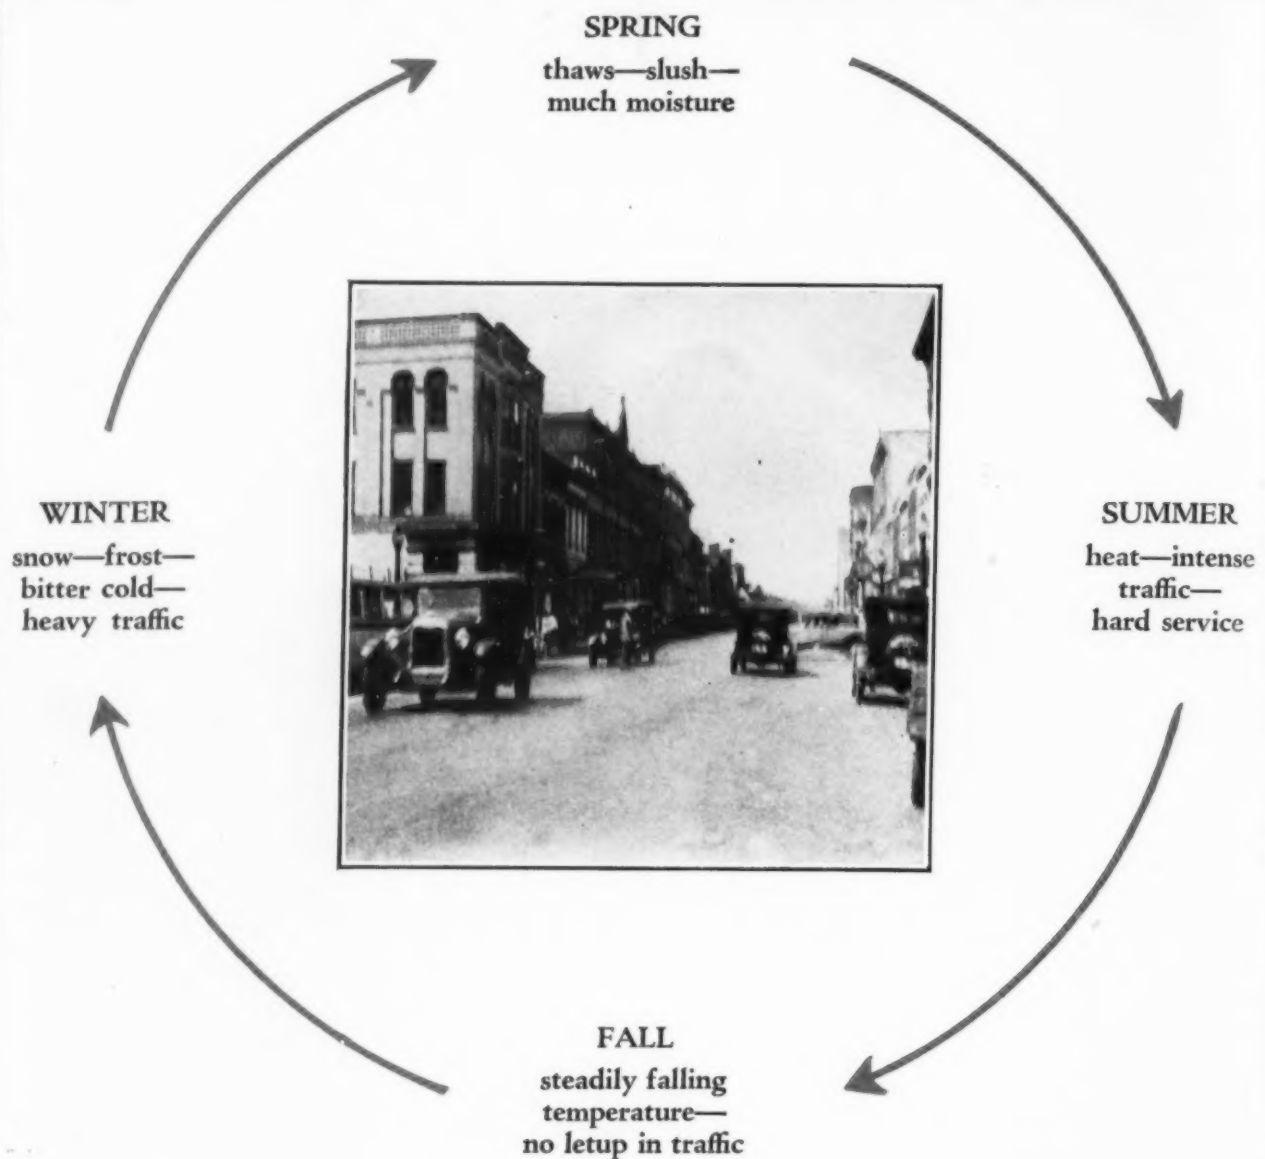 SPRING
thaws—slush—
much moisture
WINTER
snow—frost—
bitter cold—
heavy traffic
SUMMER
heat—intense
traffic—
hard service
FALL
steadily falling
temperature—
no letup in traffic